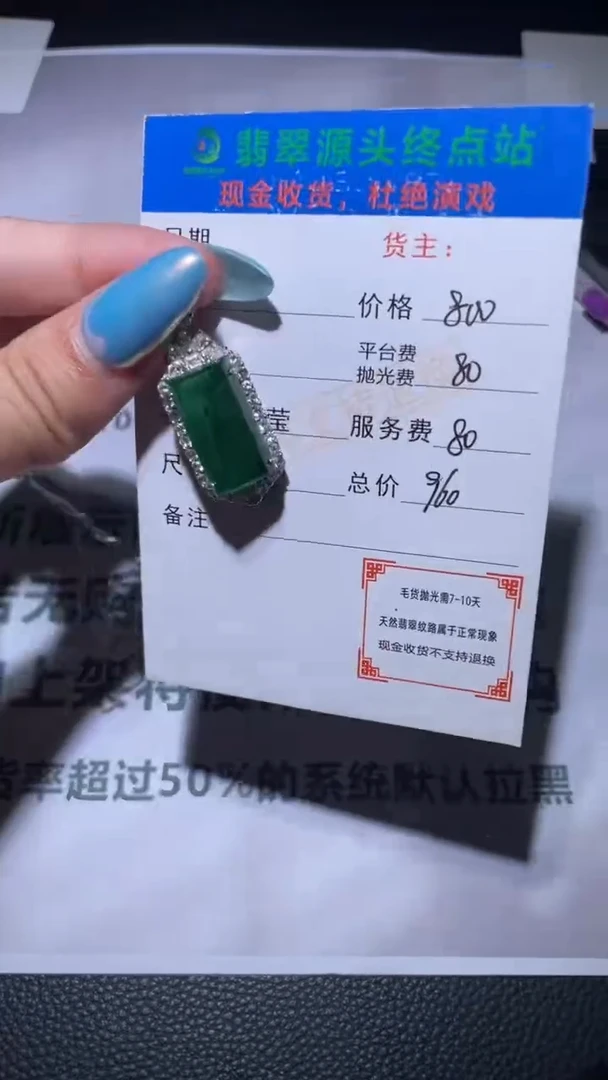 翡翠源头终点站
现金收货，杜绝演戏
日期
货主：
价格 800
平台费
抛光费 80
莹
服务费 80
尺
总价 960
备注
毛货抛光需7-10天
天然翡翠纹路属于正常现象
现金收货不支持退换
货率超过50%的系统默认拉黑